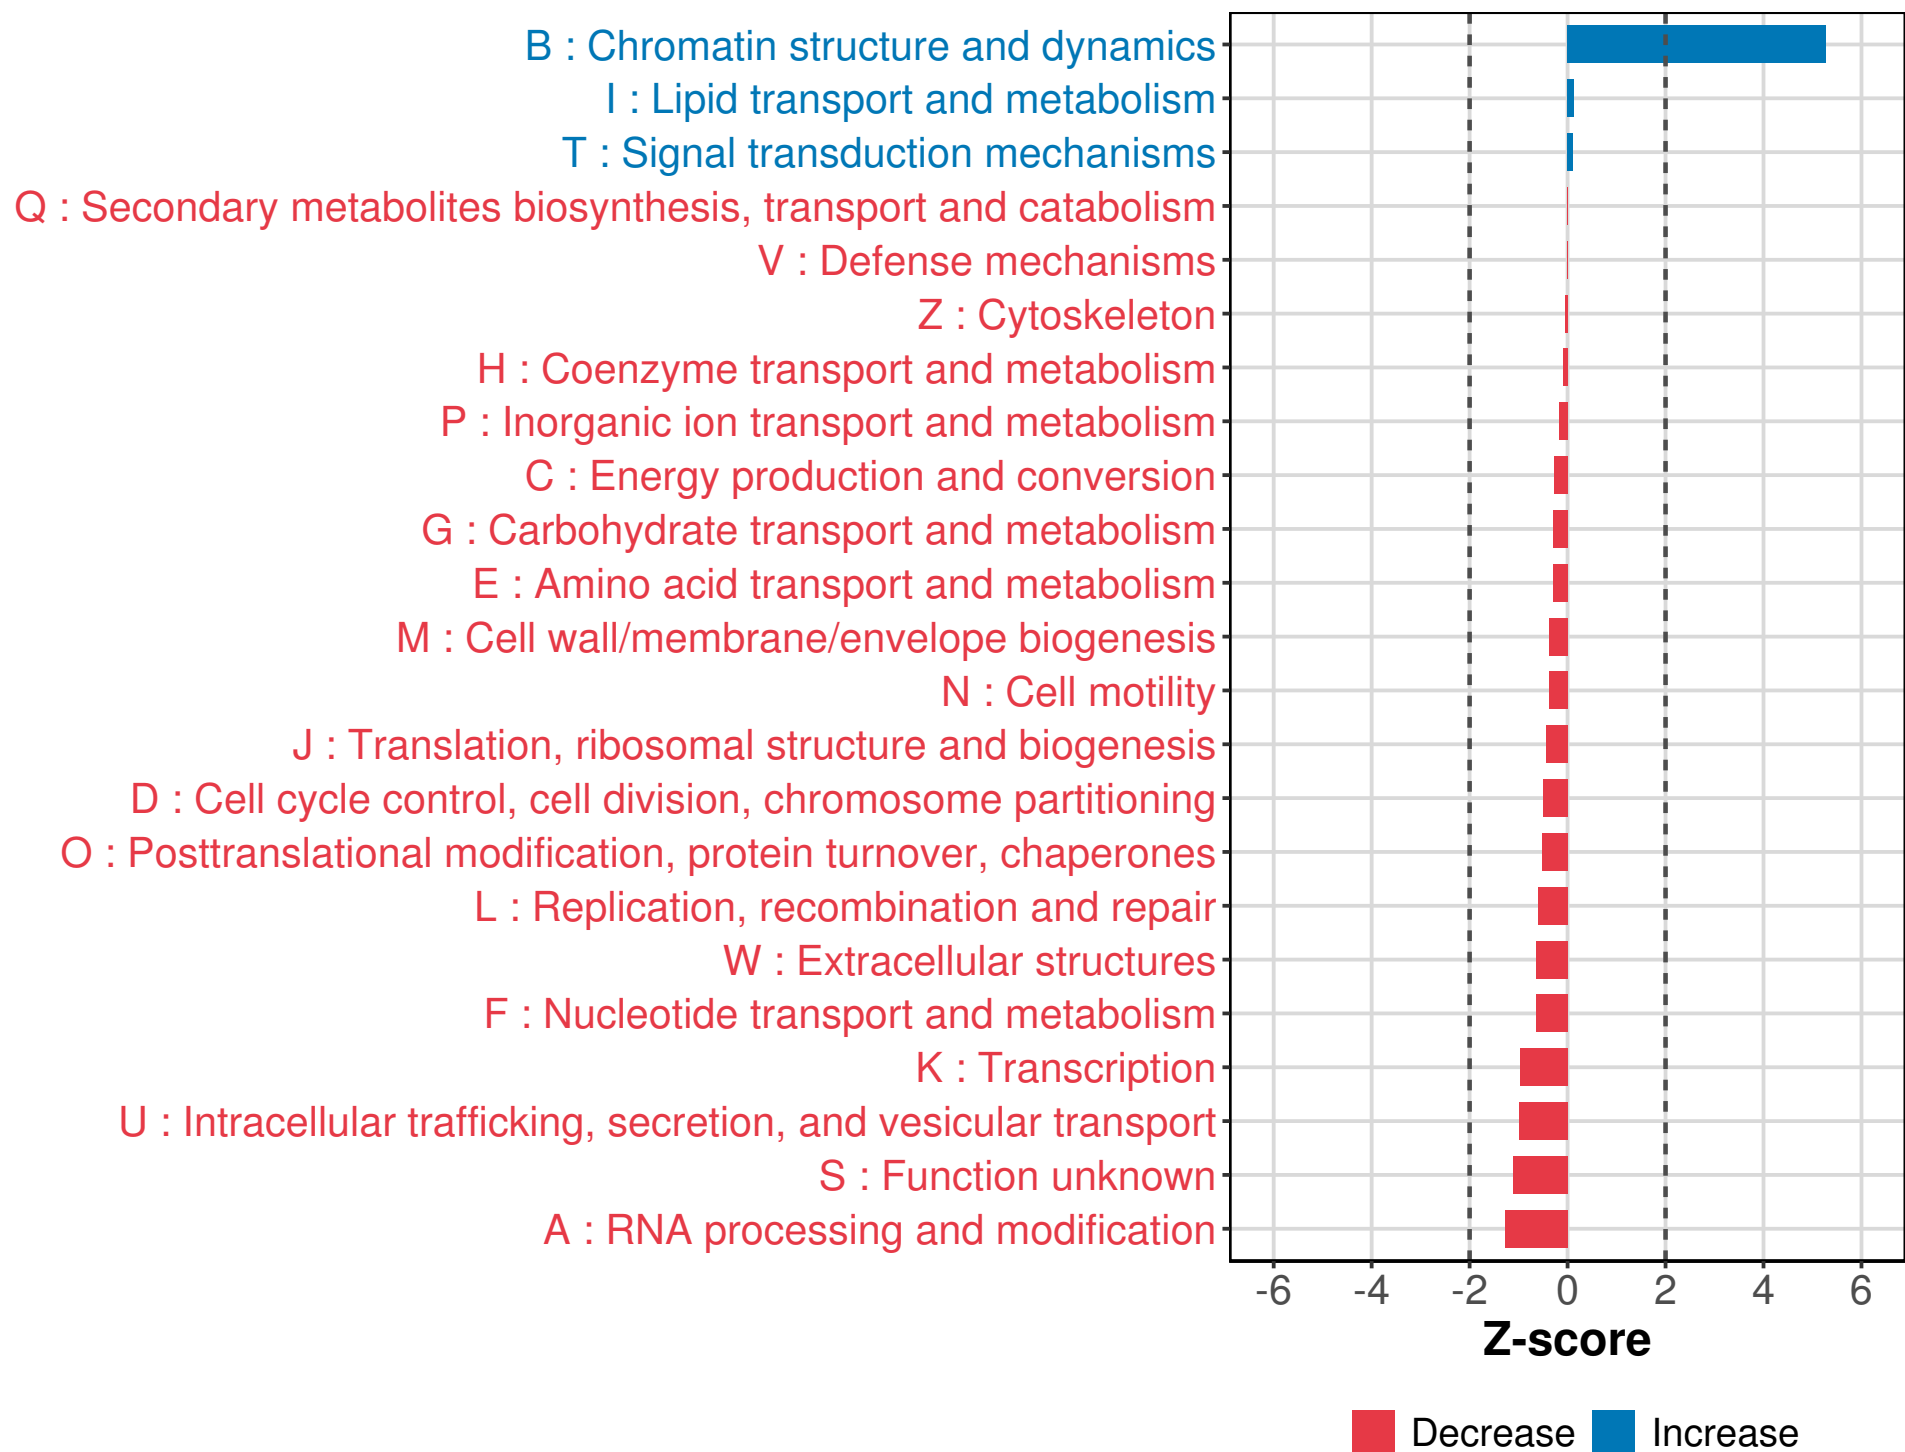 B : Chromatin structure and dynamics
I : Lipid transport and metabolism
T : Signal transduction mechanisms
Q : Secondary metabolites biosynthesis, transport and catabolism
V : Defense mechanisms
Z : Cytoskeleton
H : Coenzyme transport and metabolism
P : Inorganic ion transport and metabolism
C : Energy production and conversion
G : Carbohydrate transport and metabolism
E : Amino acid transport and metabolism
M : Cell wall/membrane/envelope biogenesis
N : Cell motility
J : Translation, ribosomal structure and biogenesis
D : Cell cycle control, cell division, chromosome partitioning
O : Posttranslational modification, protein turnover, chaperones
L : Replication, recombination and repair
W : Extracellular structures
F : Nucleotide transport and metabolism
K : Transcription
U : Intracellular trafficking, secretion, and vesicular transport
S : Function unknown
A : RNA processing and modification
-6 -4 -2 0 2 4 6
Z-score
Decrease Increase